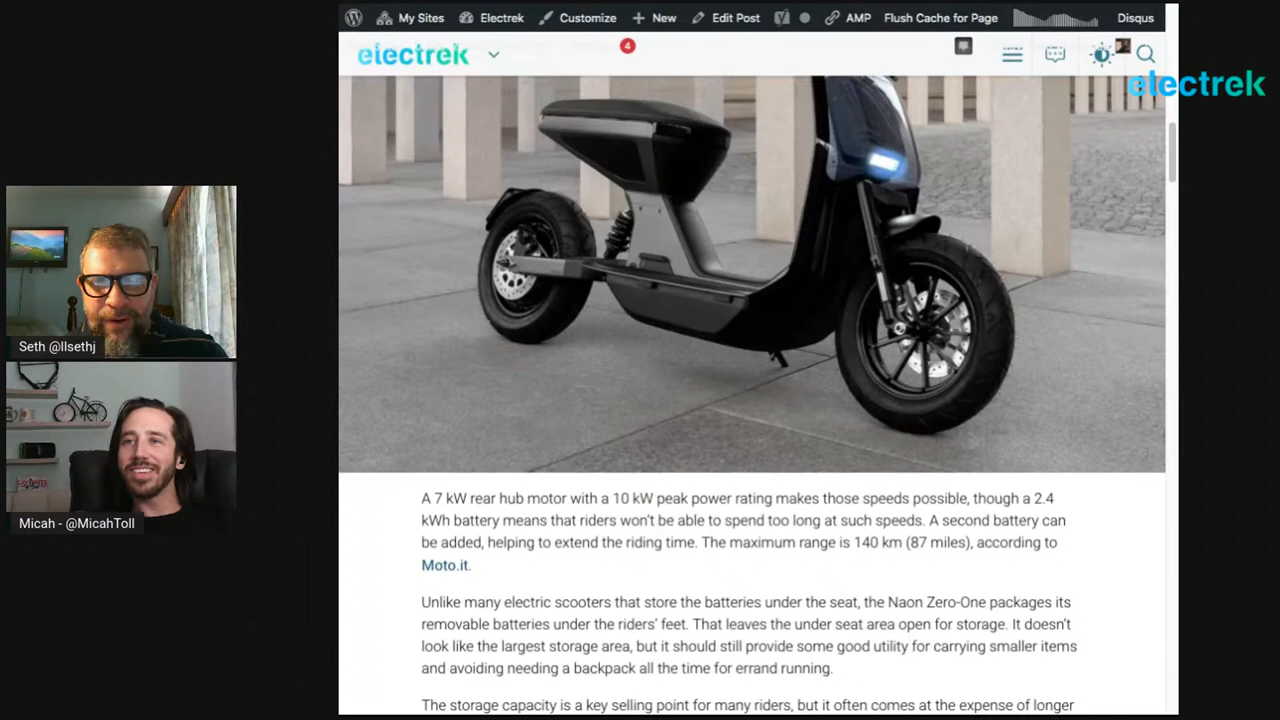 My Sites
Electrek
Customize
New
Edit Post
AMP
Flush Cache for Page
Disqus
electrek
4
electrek
Seth @llsethj
Micah - @MicahToll
A 7 kW rear hub motor with a 10 kW peak power rating makes those speeds possible, though a 2.4
kWh battery means that riders won't be able to spend too long at such speeds. A second battery can
be added, helping to extend the riding time. The maximum range is 140 km (87 miles), according to
Moto.it.
Unlike many electric scooters that store the batteries under the seat, the Naon Zero-One packages its
removable batteries under the riders' feet. That leaves the under seat area open for storage. It doesn't
look like the largest storage area, but it should still provide some good utility for carrying smaller items
and avoiding needing a backpack all the time for errand running.
The storage capacity is a key selling point for many riders, but it often comes at the expense of longer